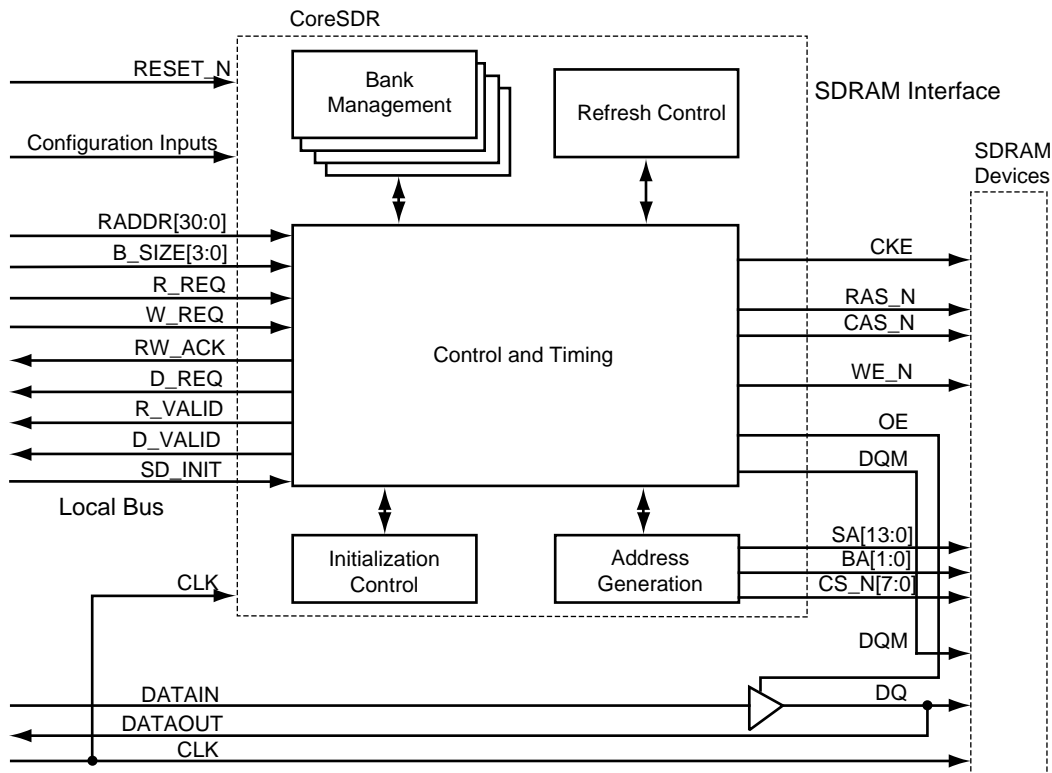 CoreSDR
RESET_N
Bank
Management
Refresh Control
SDRAM Interface
Configuration Inputs
SDRAM
Devices
RADDR[30:0]
B_SIZE[3:0]
R_REQ
W_REQ
RW_ACK
D_REQ
R_VALID
D_VALID
SD_INIT
Local Bus
Control and Timing
CKE
RAS_N
CAS_N
WE_N
OE
DQM
Initialization
Control
Address
Generation
SA[13:0]
BA[1:0]
CS_N[7:0]
CLK
DQM
DATAIN
DQ
DATAOUT
CLK